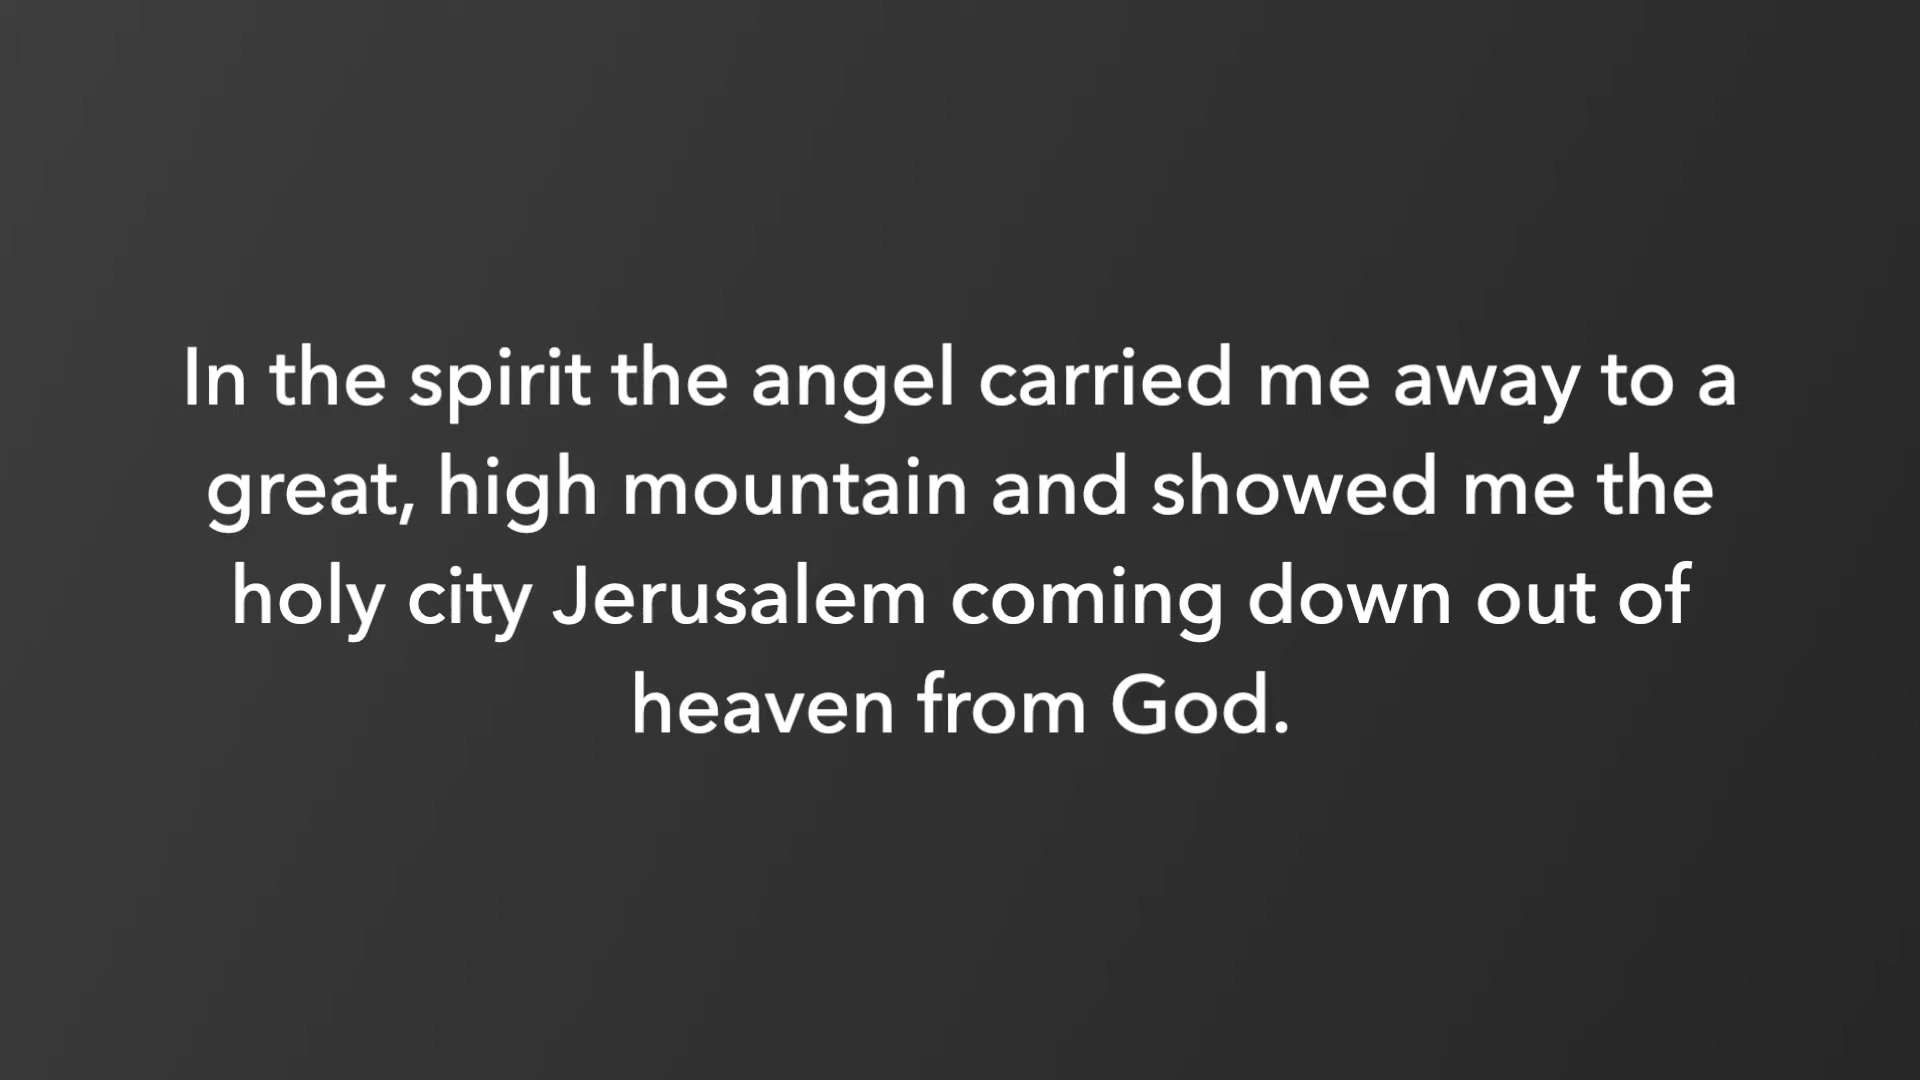 In the spirit the angel carried me away to a
great, high mountain and showed me the
holy city Jerusalem coming down out of
heaven from God.